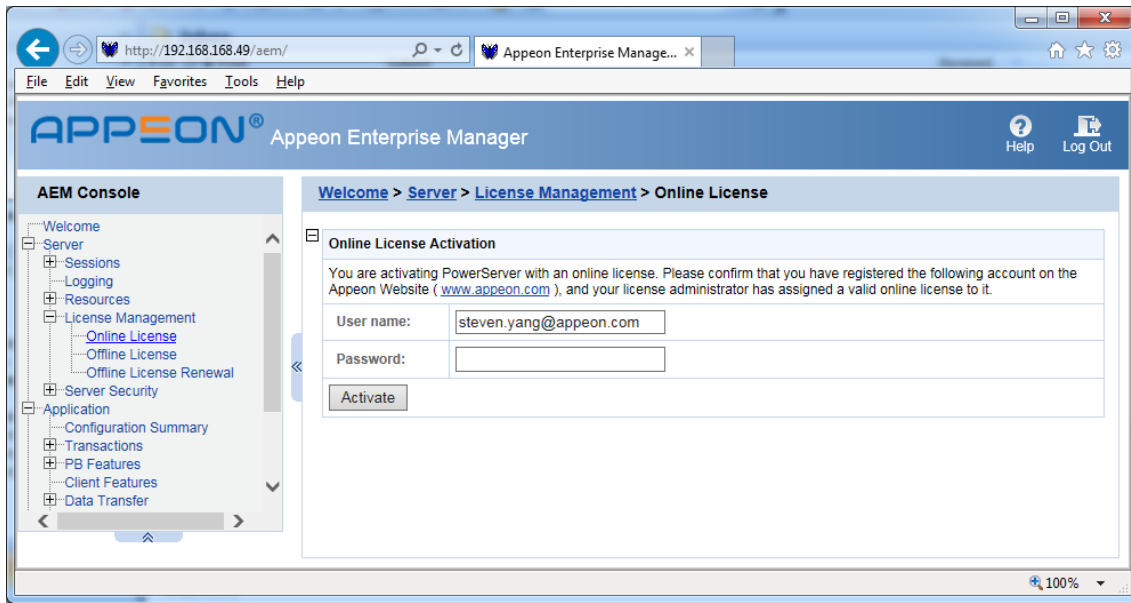 http://192.168.168.49/aem/
Appeon Enterprise Manage...
File Edit View Favorites Tools Help
APPEON® Appeon Enterprise Manager
Help
Log Out
AEM Console
Welcome > Server > License Management > Online License
Welcome
Server
Sessions
Logging
Resources
License Management
Online License
Offline License
Offline License Renewal
Server Security
Application
Configuration Summary
Transactions
PB Features
Client Features
Data Transfer
Online License Activation
You are activating PowerServer with an online license. Please confirm that you have registered the following account on the
Appeon Website ( www.appeon.com ), and your license administrator has assigned a valid online license to it.
User name: steven.yang@appeon.com
Password:
Activate
100%